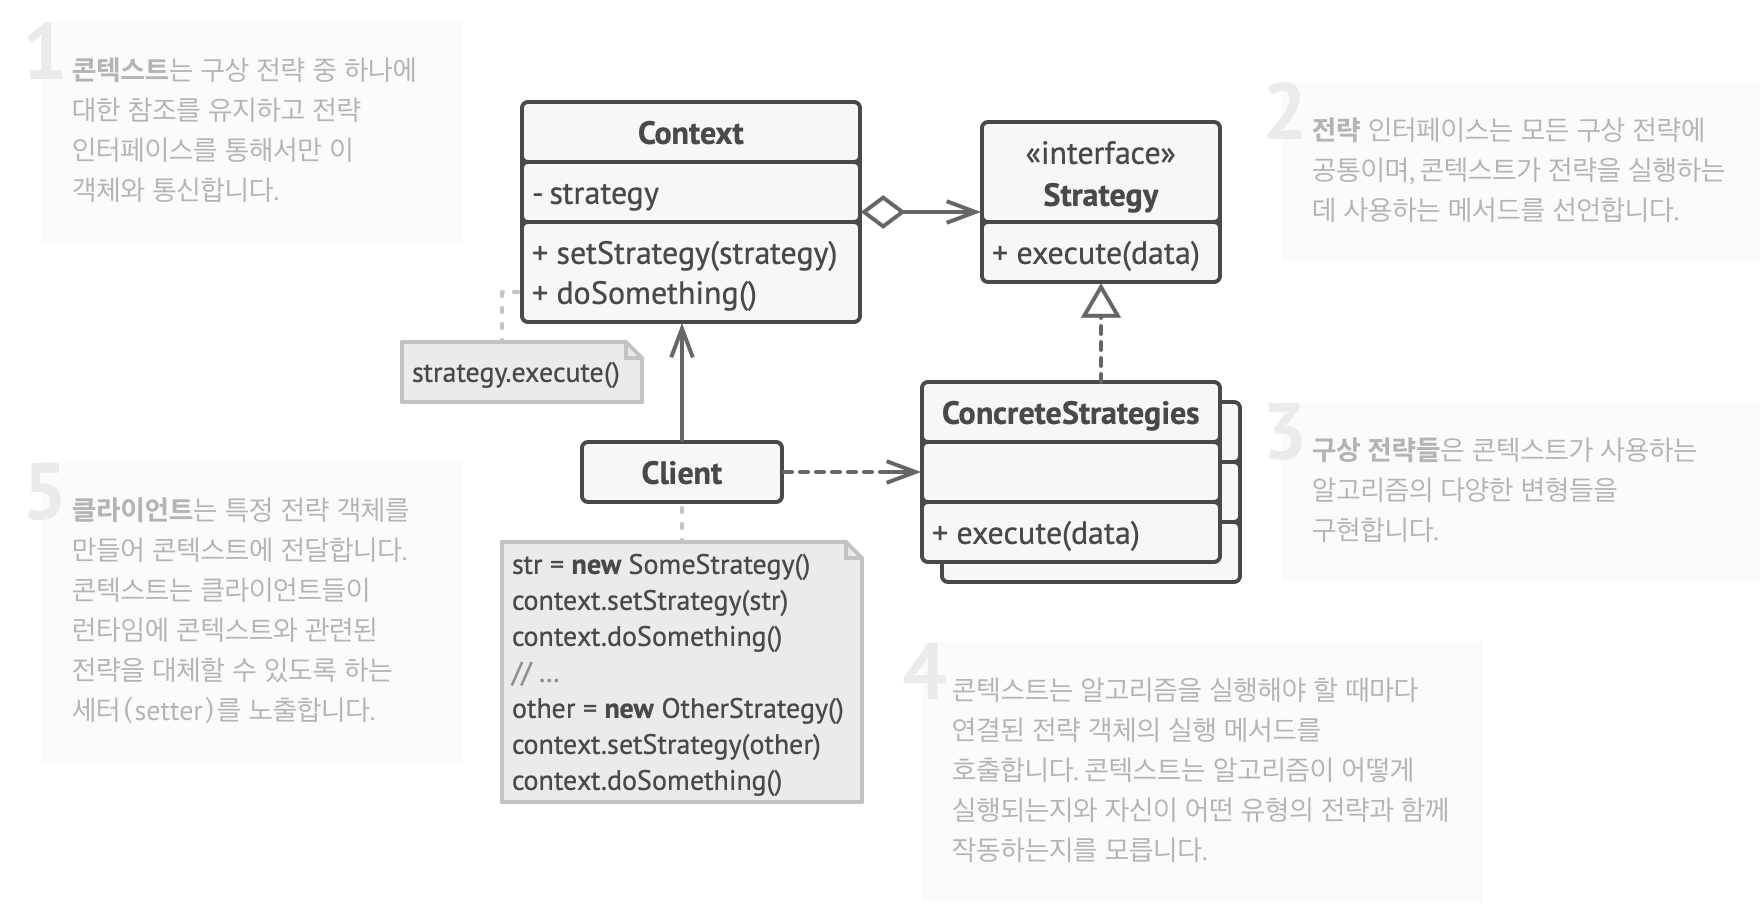 1
콘텍스트는 구상 전략 중 하나에
대한 참조를 유지하고 전략
인터페이스를 통해서만 이
객체와 통신합니다.
Context
- strategy
+ setStrategy(strategy)
+ doSomething()
strategy.execute()
«interface»
Strategy
+ execute(data)
2
전략 인터페이스는 모든 구상 전략에
공통이며, 콘텍스트가 전략을 실행하는
데 사용하는 메서드를 선언합니다.
ConcreteStrategies
+ execute(data)
3
구상 전략들은 콘텍스트가 사용하는
알고리즘의 다양한 변형들을
구현합니다.
Client
str = new SomeStrategy()
context.setStrategy(str)
context.doSomething()
// ...
other = new OtherStrategy()
context.setStrategy(other)
context.doSomething()
4
콘텍스트는 알고리즘을 실행해야 할 때마다
연결된 전략 객체의 실행 메서드를
호출합니다. 콘텍스트는 알고리즘이 어떻게
실행되는지와 자신이 어떤 유형의 전략과 함께
작동하는지를 모릅니다.
5
클라이언트는 특정 전략 객체를
만들어 콘텍스트에 전달합니다.
콘텍스트는 클라이언트들이
런타임에 콘텍스트와 관련된
전략을 대체할 수 있도록 하는
세터(setter)를 노출합니다.